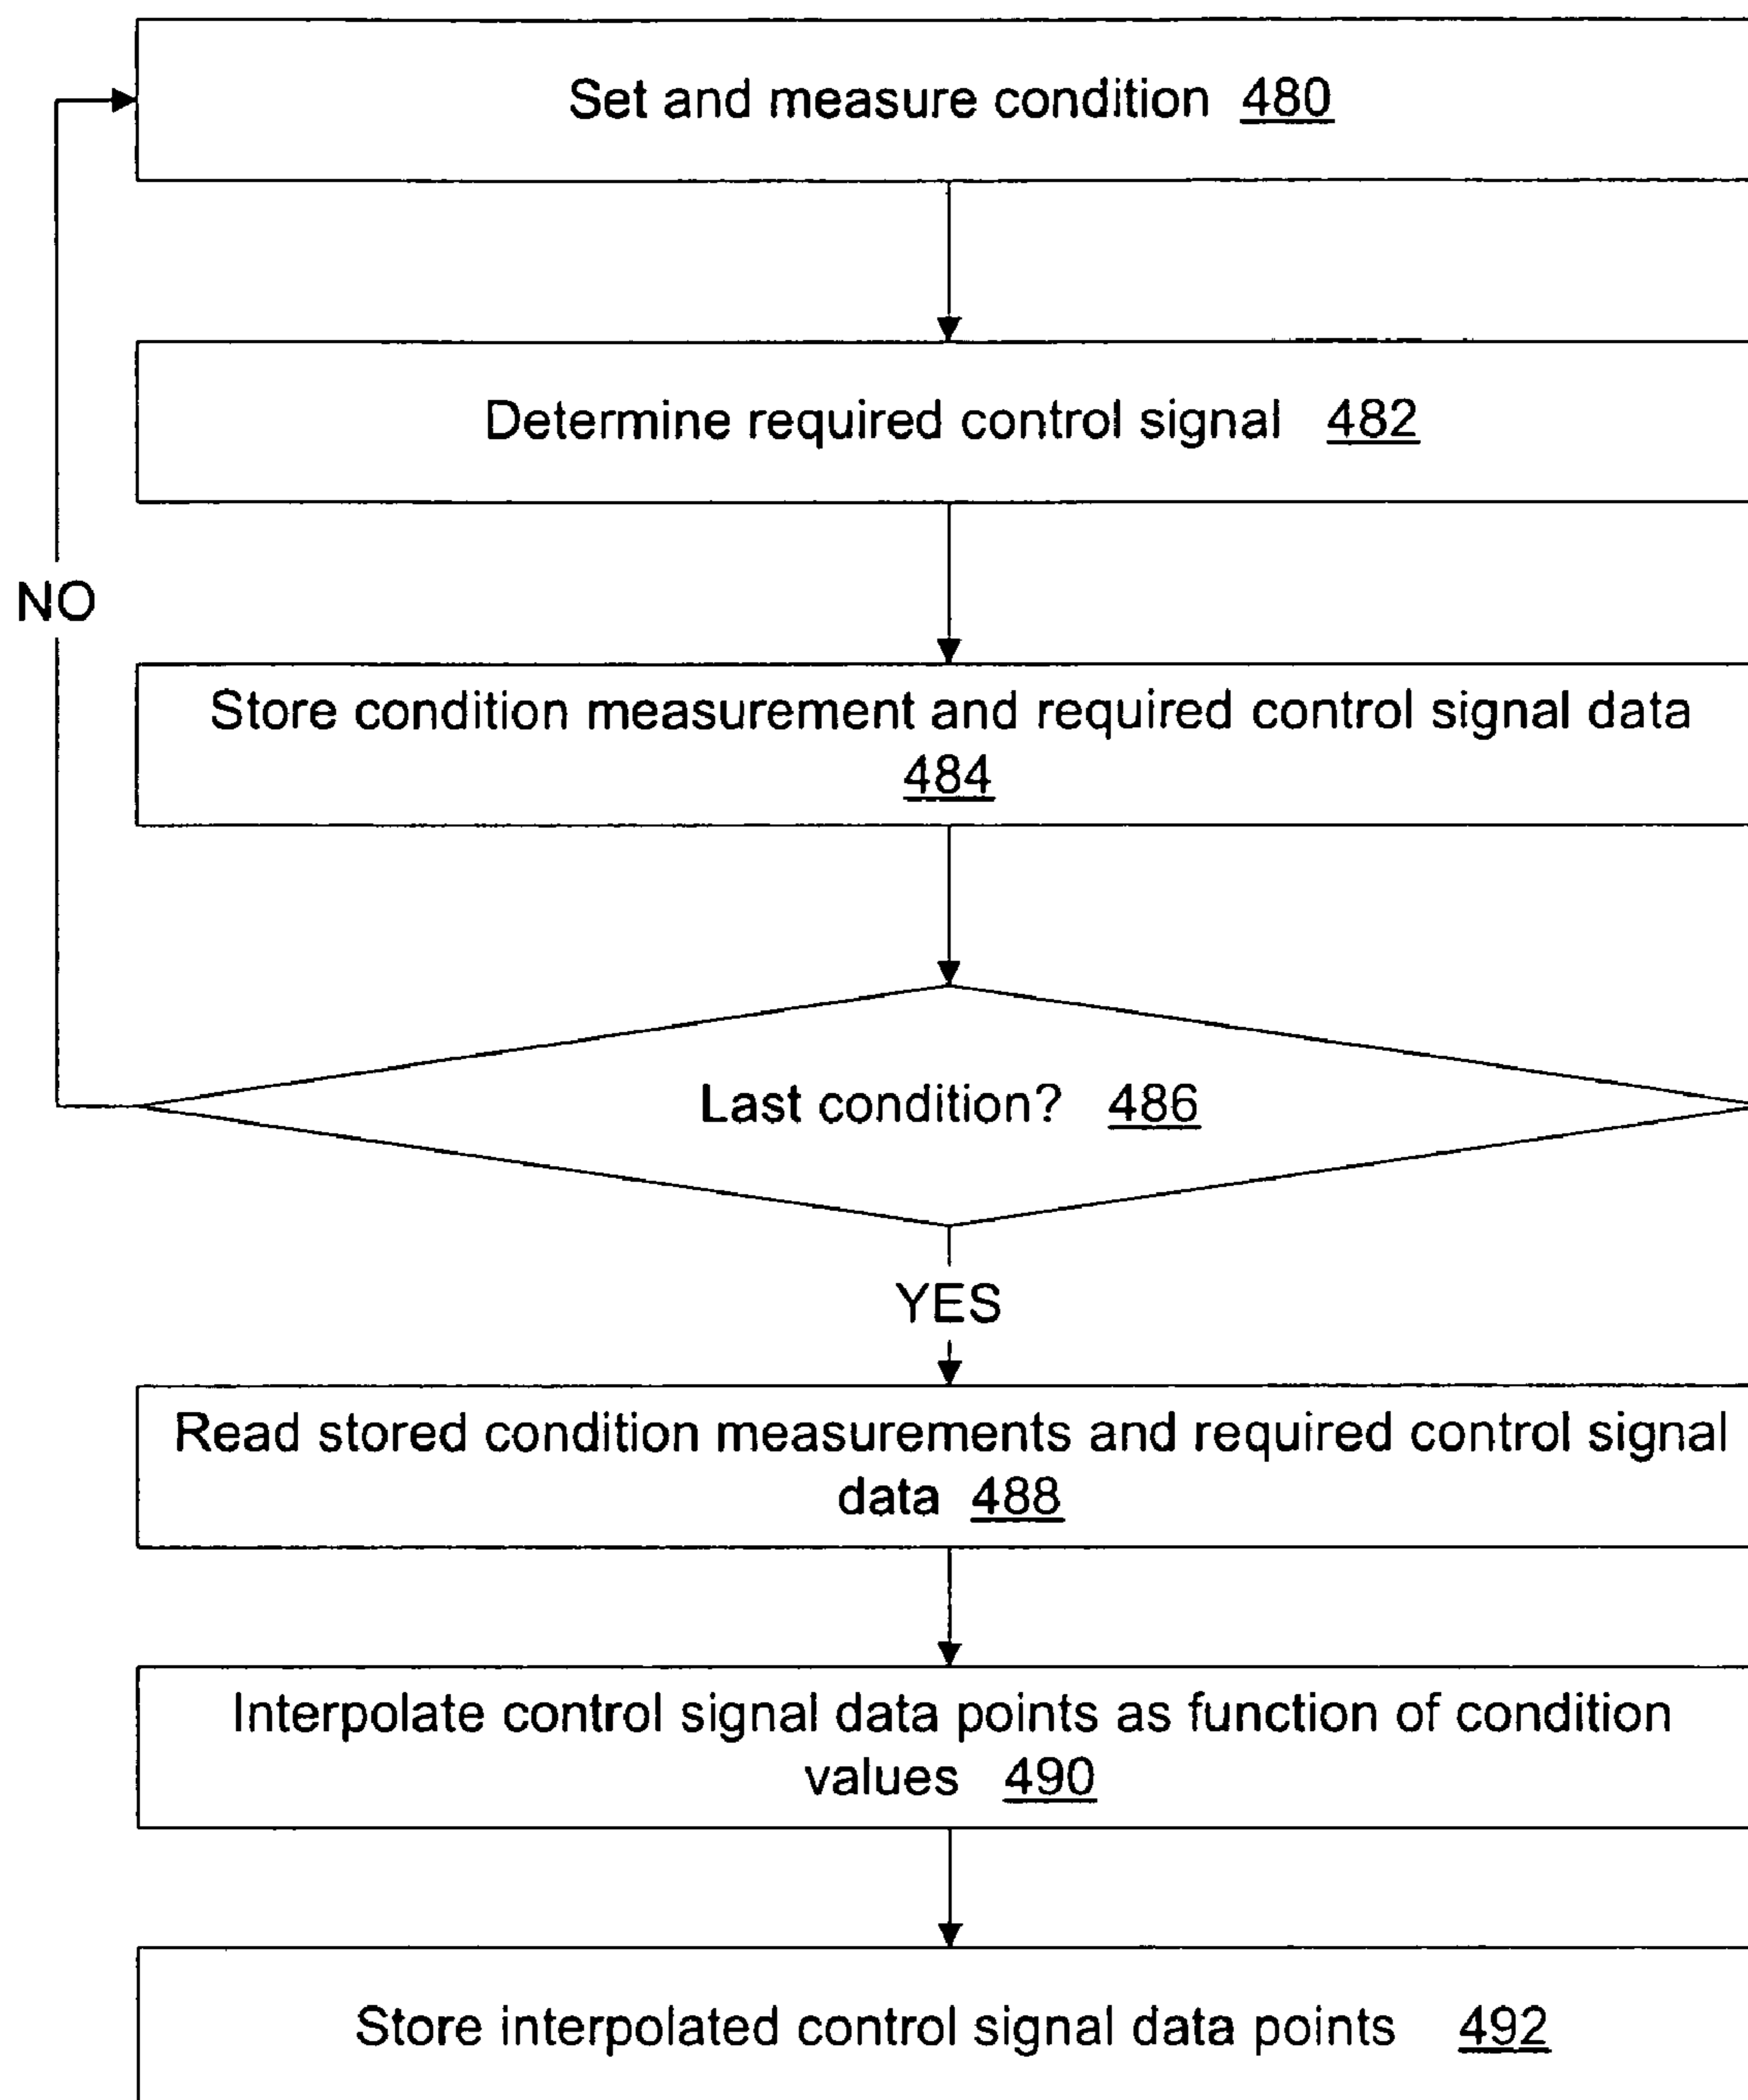 Set and measure condition 480
Determine required control signal 482
NO
Store condition measurement and required control signal data
484
Last condition? 486
YES
Read stored condition measurements and required control signal
data 488
Interpolate control signal data points as function of condition
values 490
Store interpolated control signal data points 492